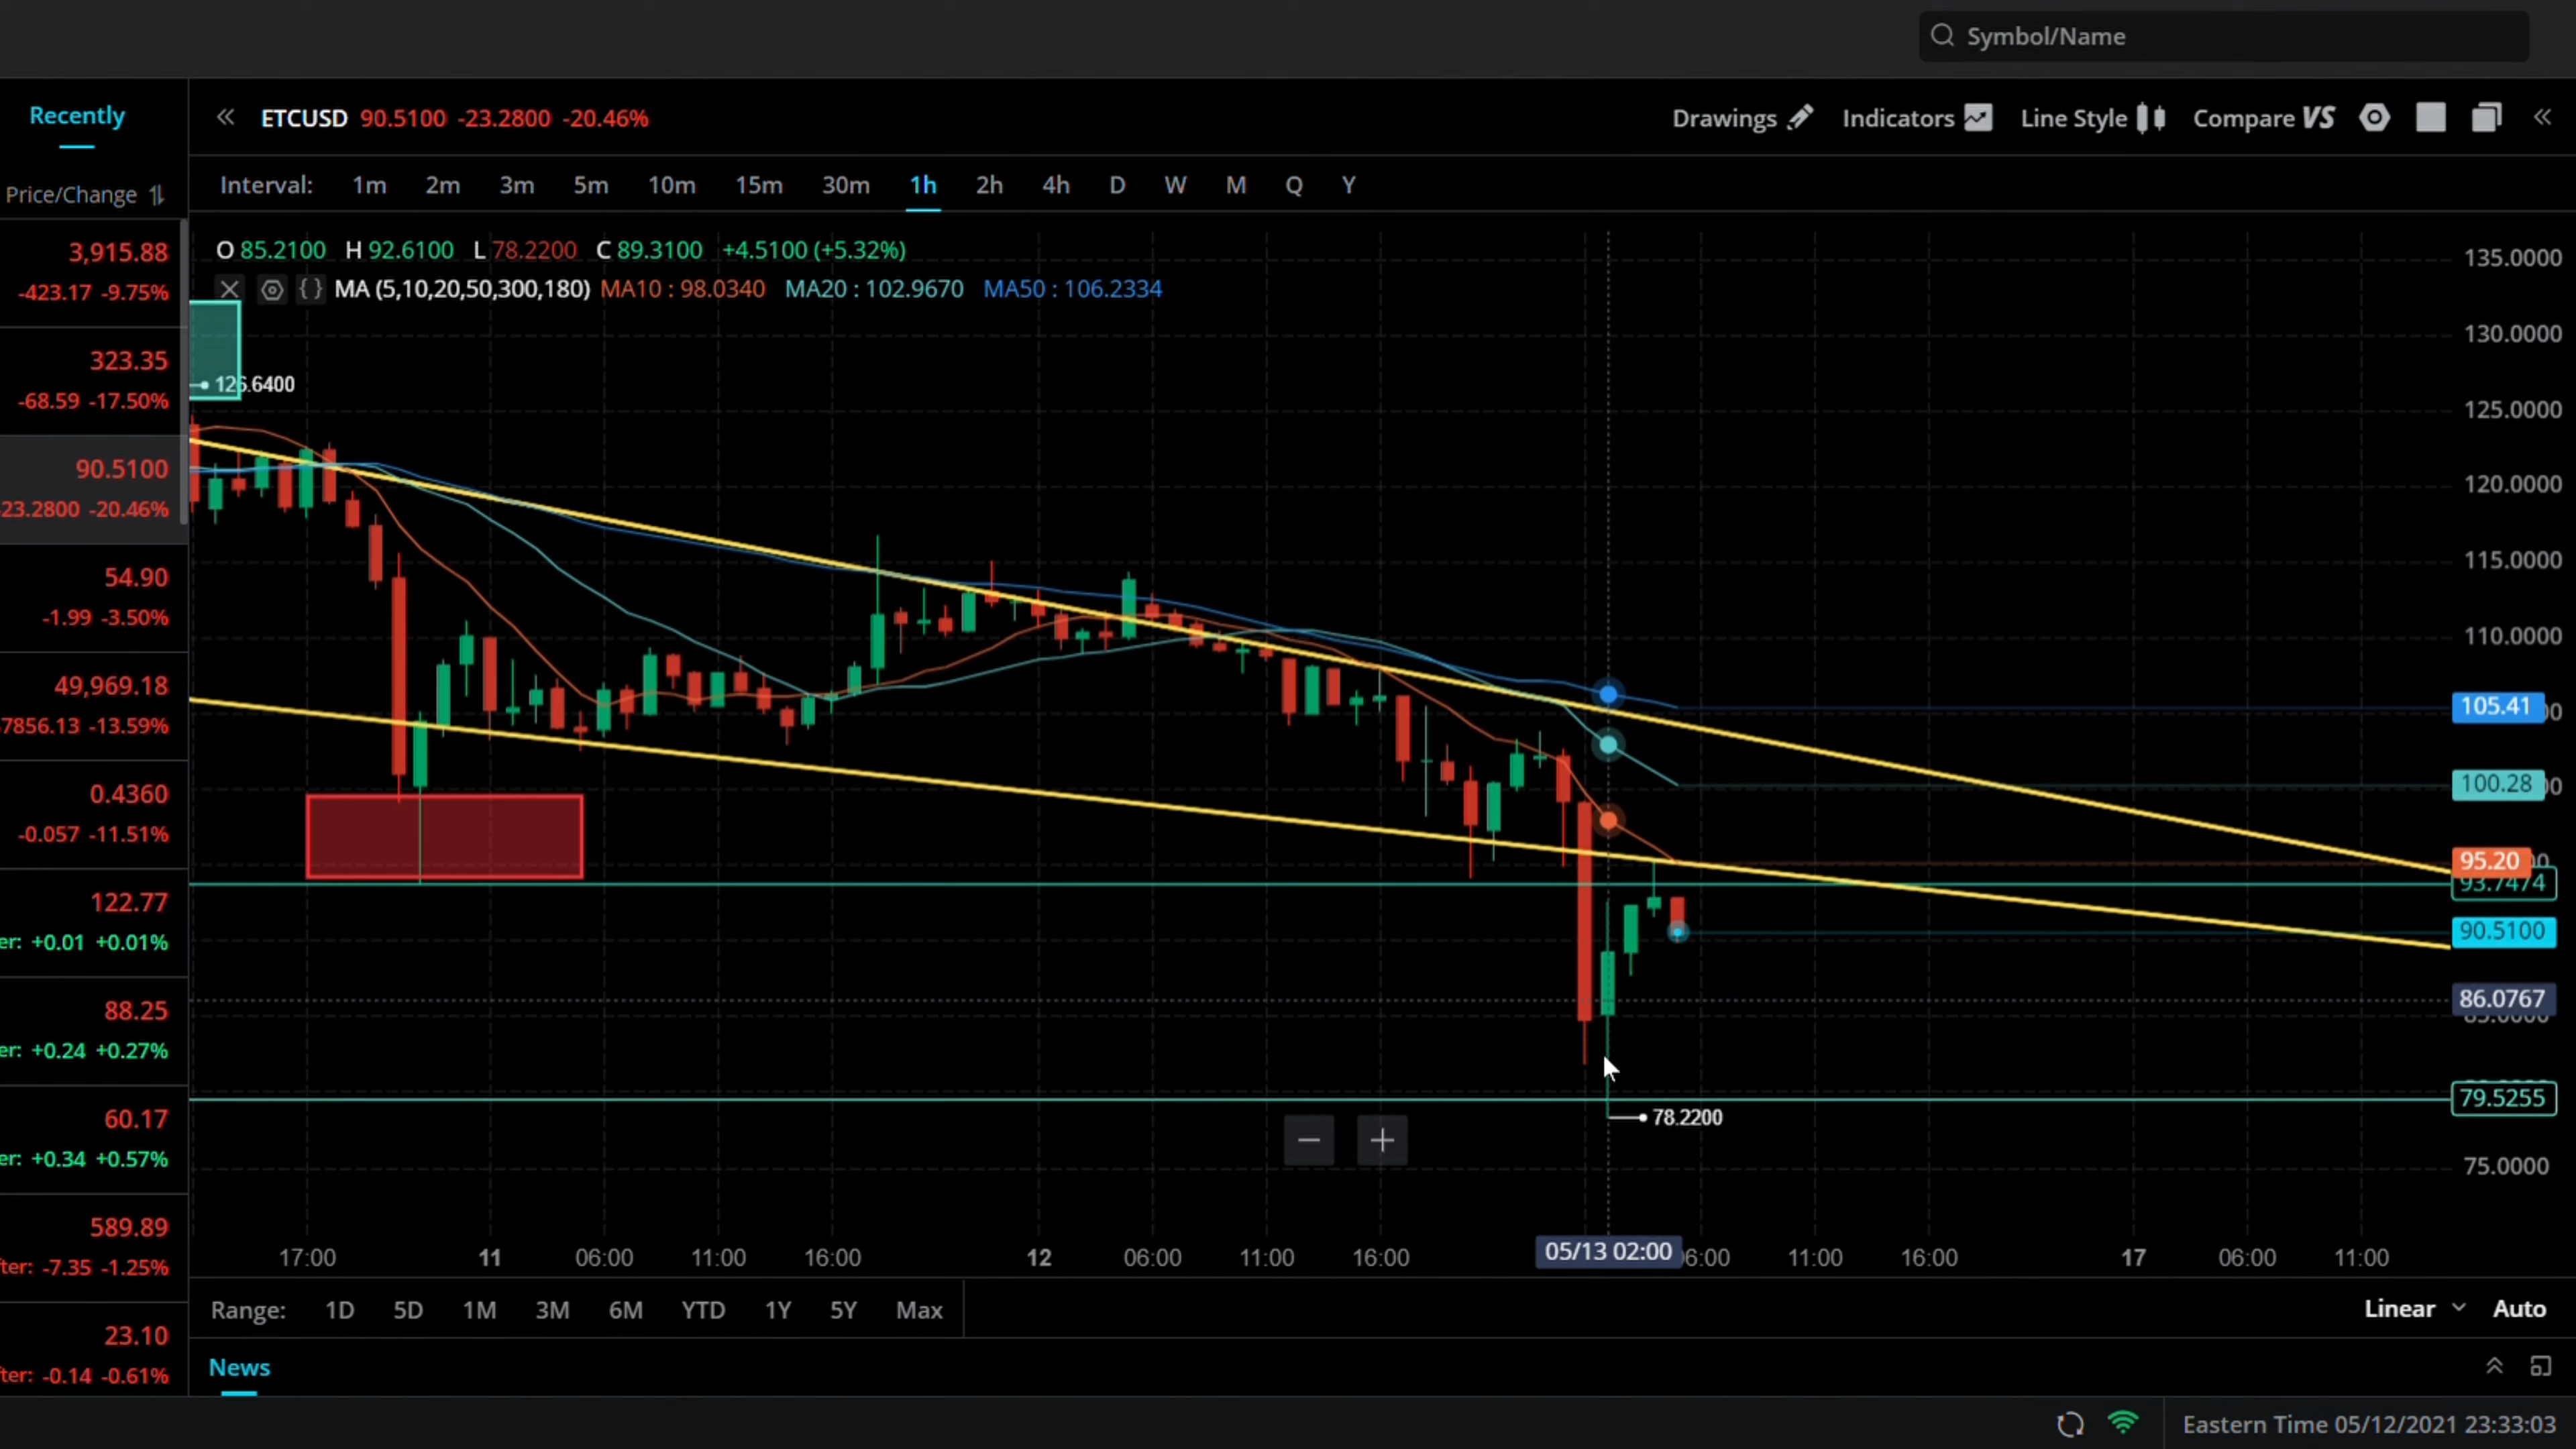 Symbol/Name
Recently
ETCUSD 90.5100 -23.2800 -20.46%
Drawings Indicators Line Style Compare VS
Price/Change
Interval: 1m 2m 3m 5m 10m 15m 30m 1h 2h 4h D W M Q Y
O 85.2100 H 92.6100 L 78.2200 C 89.3100 +4.5100 (+5.32%)
MA (5,10,20,50,300,180) MA10 : 98.0340 MA20 : 102.9670 MA50 : 106.2334
3,915.88
-423.17 -9.75%
323.35
-68.59 -17.50%
90.5100
23.2800 -20.46%
54.90
-1.99 -3.50%
49,969.18
7856.13 -13.59%
0.4360
-0.057 -11.51%
122.77
er: +0.01 +0.01%
88.25
er: +0.24 +0.27%
60.17
er: +0.34 +0.57%
589.89
ter: -7.35 -1.25%
23.10
fter: -0.14 -0.61%
126.6400
78.2200
135.0000
130.0000
125.0000
120.0000
115.0000
110.0000
105.41
100.28
95.20
93.7474
90.5100
86.0767
79.5255
75.0000
17:00 11 06:00 11:00 16:00 12 06:00 11:00 16:00 05/13 02:00 6:00 11:00 16:00 17 06:00 11:00
Range: 1D 5D 1M 3M 6M YTD 1Y 5Y Max
Linear Auto
News
Eastern Time 05/12/2021 23:33:03